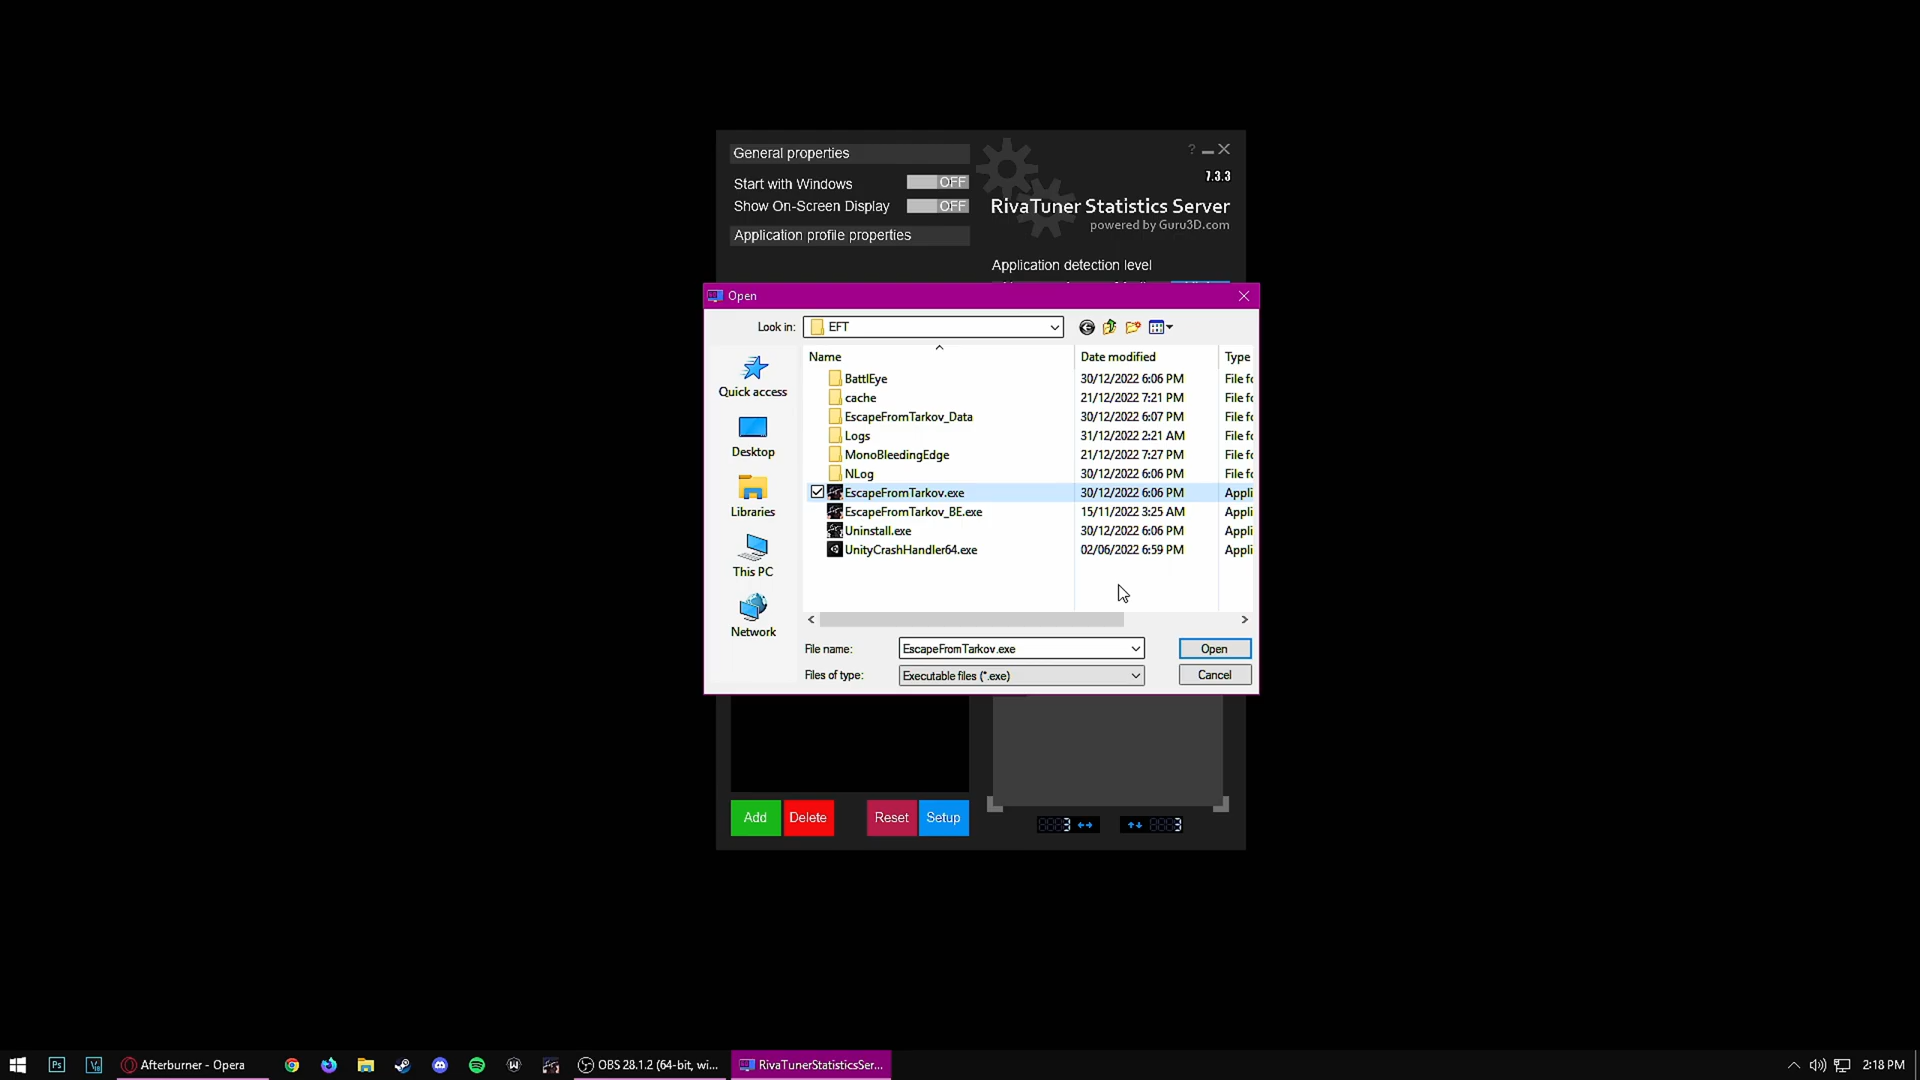 General properties
?
7.3.3
Start with Windows
OFF
Show On-Screen Display
OFF
RivaTuner Statistics Server
powered by Guru3D.com
Application profile properties
Application detection level
Open
Look in:
EFT
Name
Date modified
Type
BattlEye
30/12/2022 6:06 PM
File fo
cache
21/12/2022 7:21 PM
File fo
EscapeFromTarkov_Data
30/12/2022 6:07 PM
File fo
Logs
31/12/2022 2:21 AM
File fo
MonoBleedingEdge
21/12/2022 7:27 PM
File fo
NLog
30/12/2022 6:06 PM
File fo
EscapeFromTarkov.exe
30/12/2022 6:06 PM
Appli
EscapeFromTarkov_BE.exe
15/11/2022 3:25 AM
Appli
Uninstall.exe
30/12/2022 6:06 PM
Appli
UnityCrashHandler64.exe
02/06/2022 6:59 PM
Appli
Quick access
Desktop
Libraries
This PC
Network
File name:
EscapeFromTarkov.exe
Open
Files of type:
Executable files (*.exe)
Cancel
Add
Delete
Reset
Setup
3
3
Ps
Afterburner - Opera
OBS 28.1.2 (64-bit, wi...
RivaTunerStatisticsSer...
2:18 PM